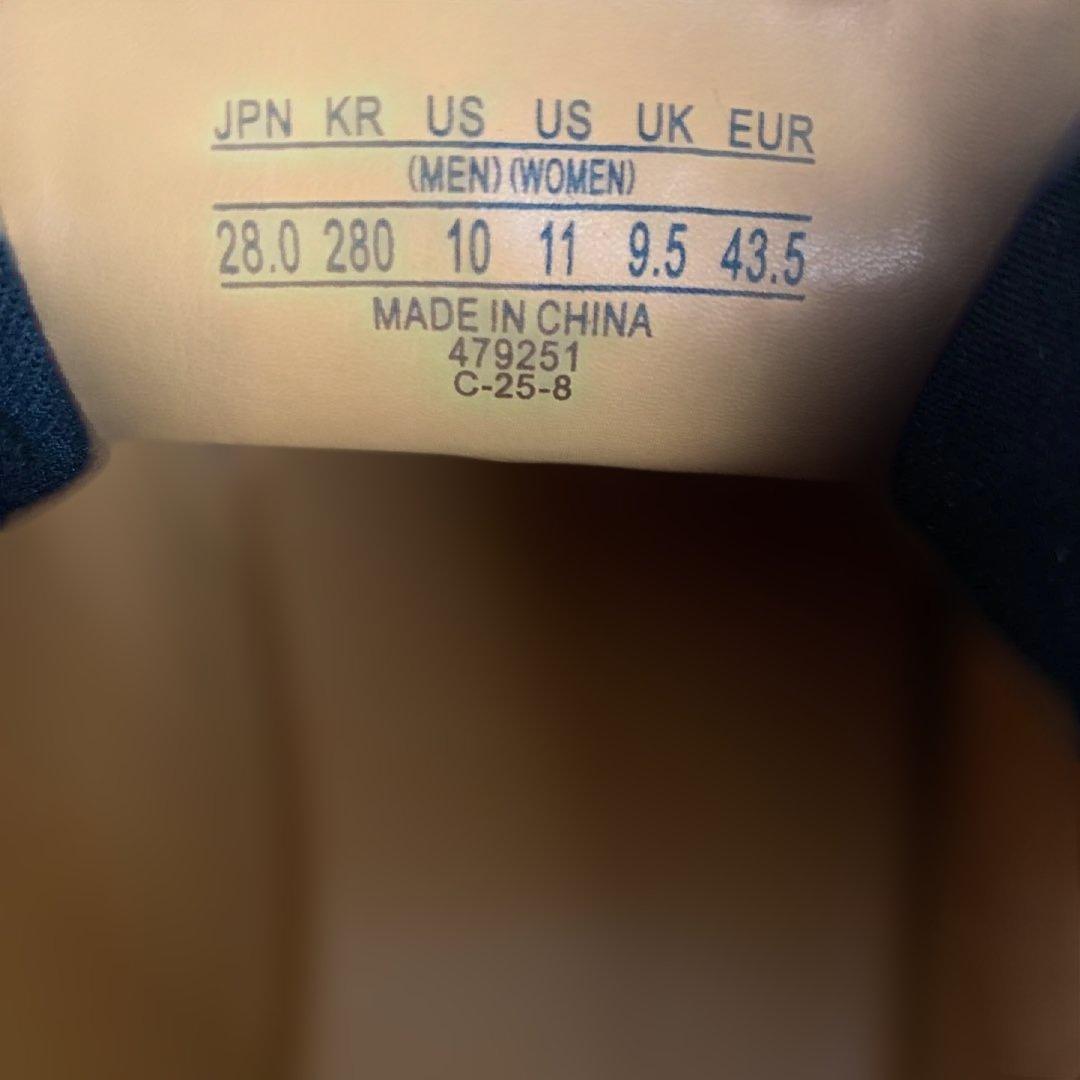 JPN KR US US UK EUR
(MEN) (WOMEN)
28.0 280 10 11 9.5 43.5
MADE IN CHINA
479251
C-25-8